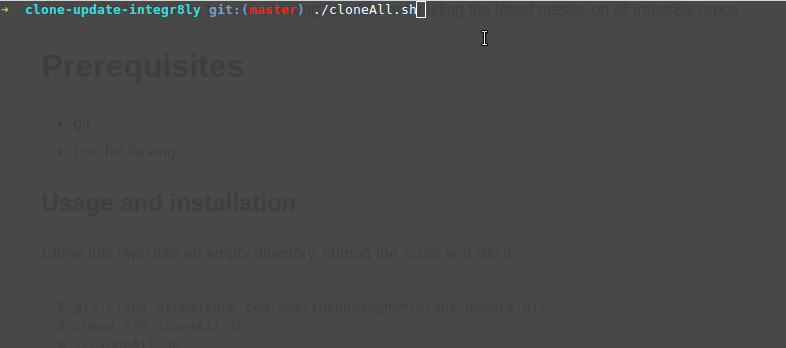 ➜ clone-update-integr8ly git:(master) ./cloneAll.sh lling the latest master on all integr8ly repos
Prerequisites
• git
• hub for forking
Usage and installation
Clone this repo into an empty directory, chmod the script and run it
$ git clone git@github.com:austincunningham/clone-update.git
$ chmod 775 cloneAll.sh
$ ./cloneAll.sh